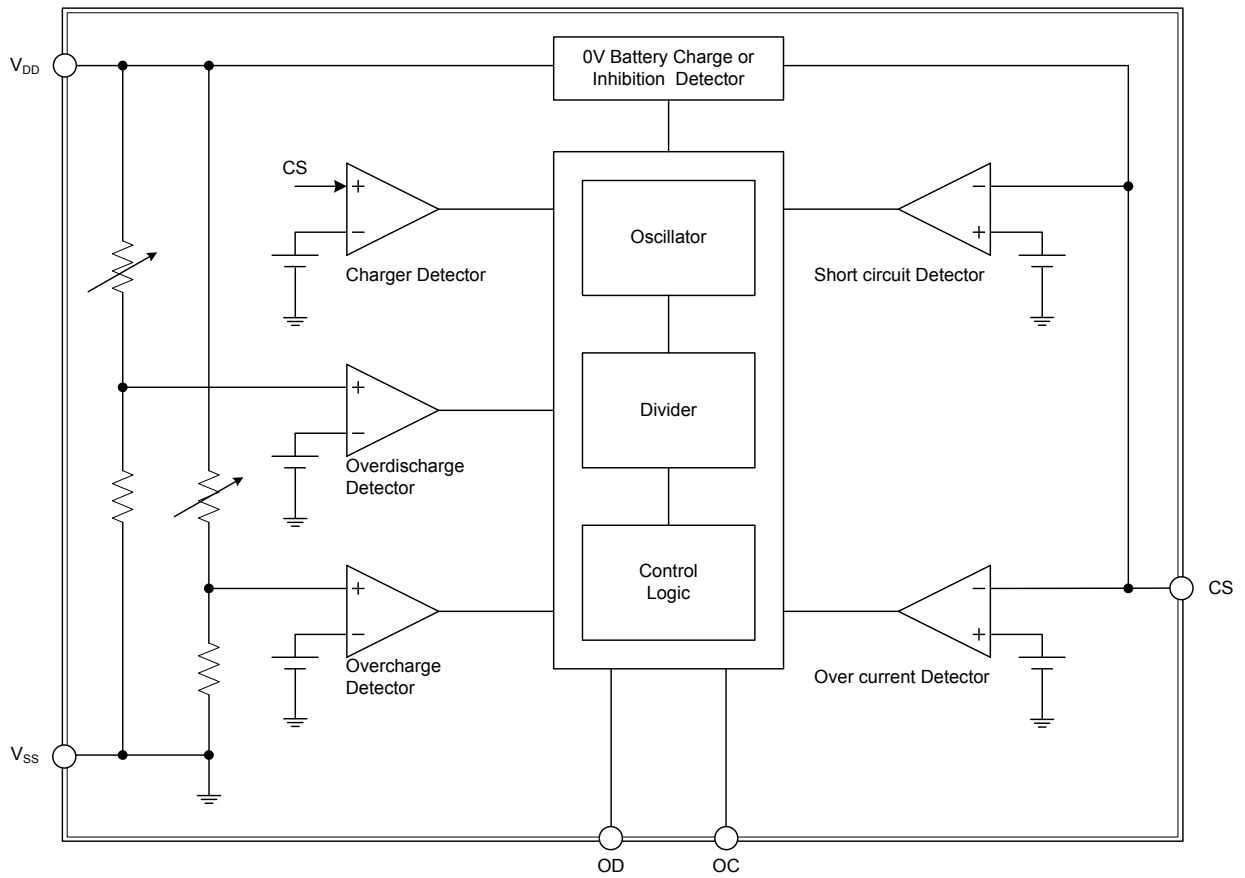 0V Battery Charge or
Inhibition Detector
VDD
CS
+
−
Charger Detector
Oscillator
−
+
Short circuit Detector
+
−
Overdischarge
Detector
Divider
+
−
Overcharge
Detector
Control
Logic
−
+
Over current Detector
CS
VSS
OD
OC